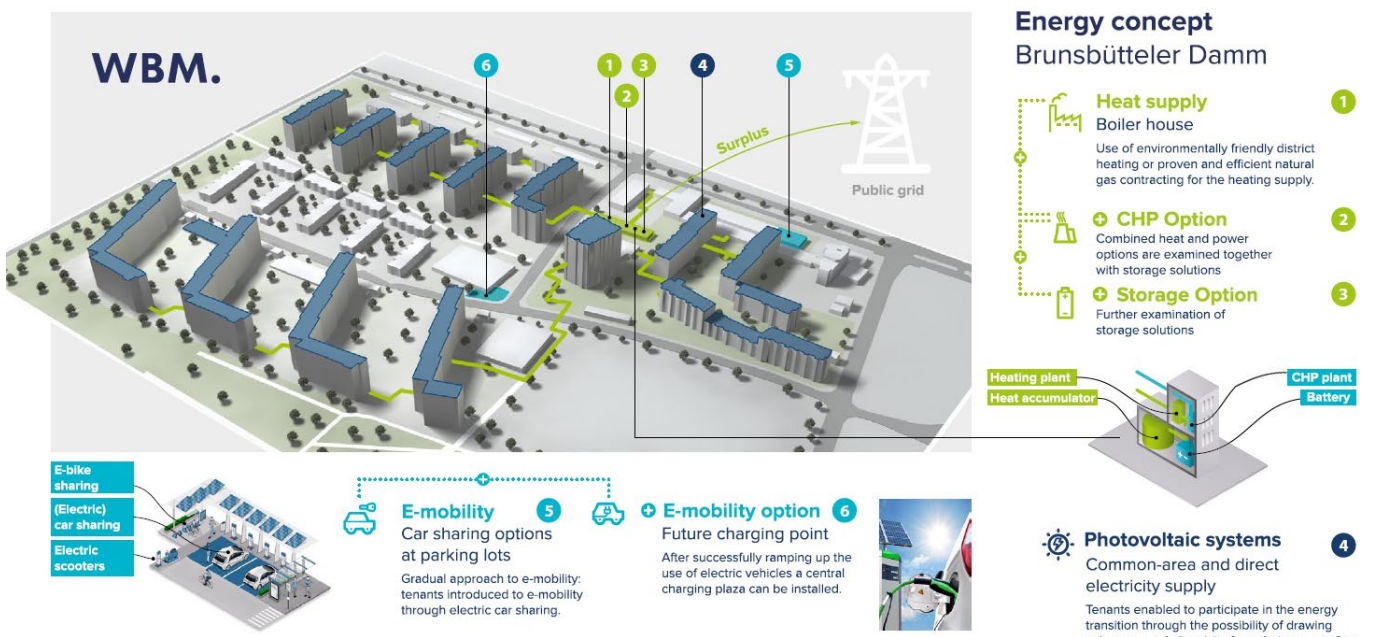 WBM.
6
1
3
4
5
2
Surplus
Public grid
Energy concept
Brunsbütteler Damm
Heat supply
1
Boiler house
Use of environmentally friendly district
heating or proven and efficient natural
gas contracting for the heating supply.
CHP Option
2
Combined heat and power
options are examined together
with storage solutions
Storage Option
3
Further examination of
storage solutions
Heating plant
CHP plant
Heat accumulator
Battery
E-bike
sharing
(Electric)
car sharing
Electric
scooters
E-mobility
5
Car sharing options
at parking lots
Gradual approach to e-mobility:
tenants introduced to e-mobility
through electric car sharing.
E-mobility option
6
Future charging point
After successfully ramping up the
use of electric vehicles a central
charging plaza can be installed.
Photovoltaic systems
4
Common-area and direct
electricity supply
Tenants enabled to participate in the energy
transition through the possibility of drawing